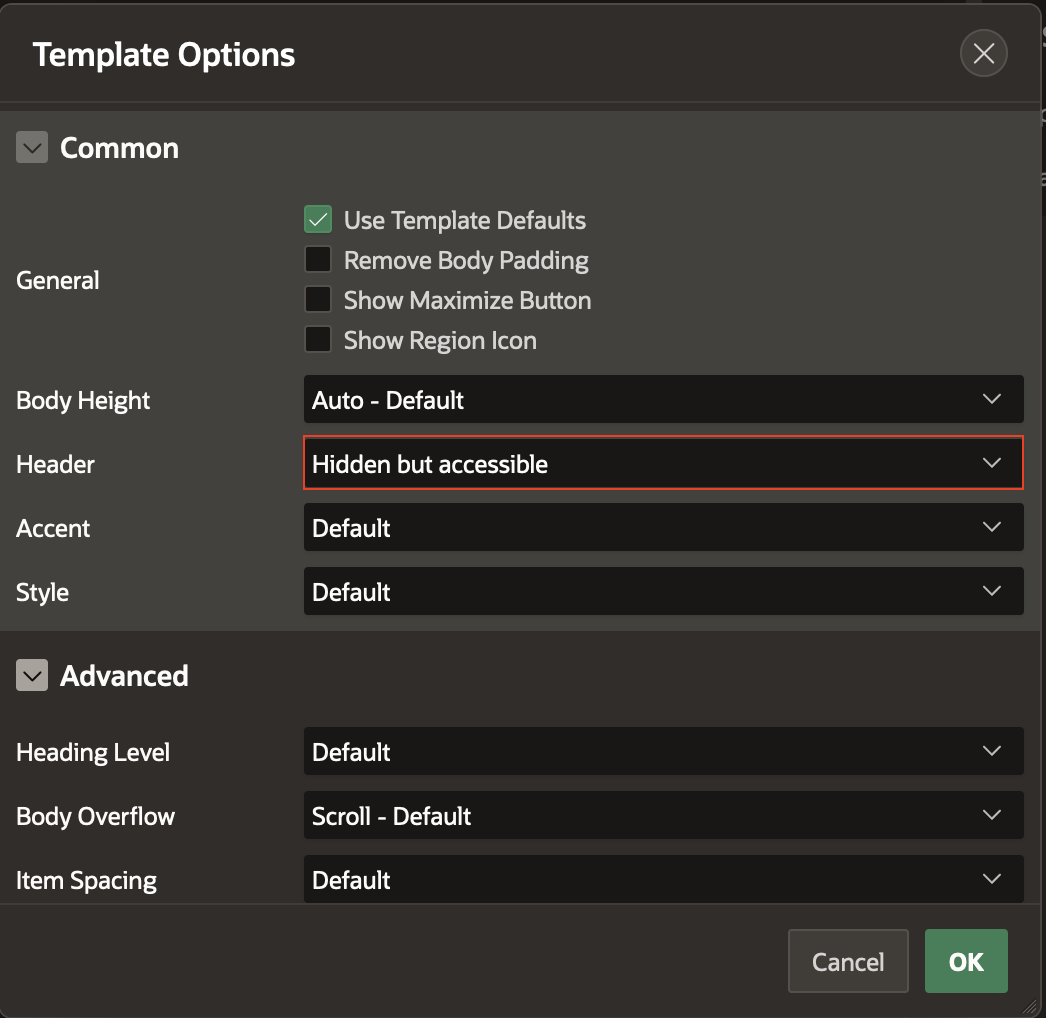 Template Options
Common
General
Use Template Defaults
Remove Body Padding
Show Maximize Button
Show Region Icon
Body Height Auto - Default
Header Hidden but accessible
Accent Default
Style Default
Advanced
Heading Level Default
Body Overflow Scroll - Default
Item Spacing Default
Cancel OK